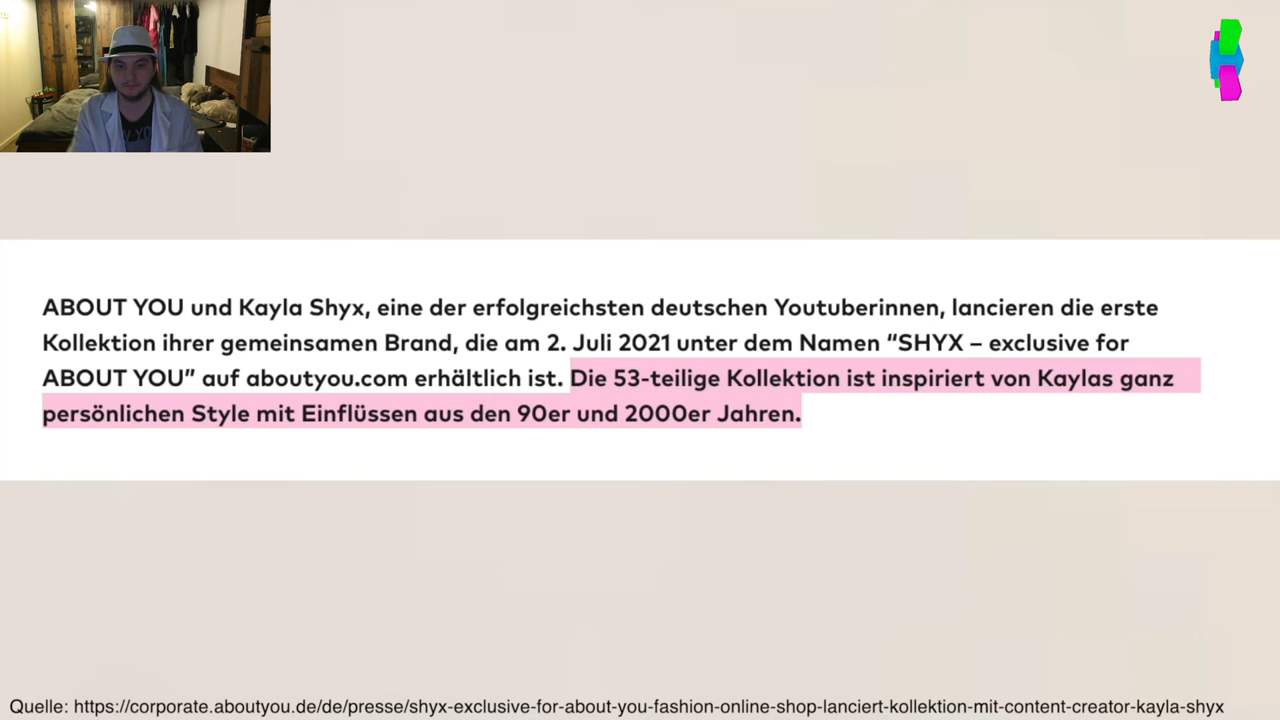 ABOUT YOU und Kayla Shyx, eine der erfolgreichsten deutschen Youtuberinnen, lancieren die erste
Kollektion ihrer gemeinsamen Brand, die am 2. Juli 2021 unter dem Namen “SHYX – exclusive for
ABOUT YOU” auf aboutyou.com erhältlich ist. Die 53-teilige Kollektion ist inspiriert von Kaylas ganz
persönlichen Style mit Einflüssen aus den 90er und 2000er Jahren.
Quelle: https://corporate.aboutyou.de/de/presse/shyx-exclusive-for-about-you-fashion-online-shop-lanciert-kollektion-mit-content-creator-kayla-shyx